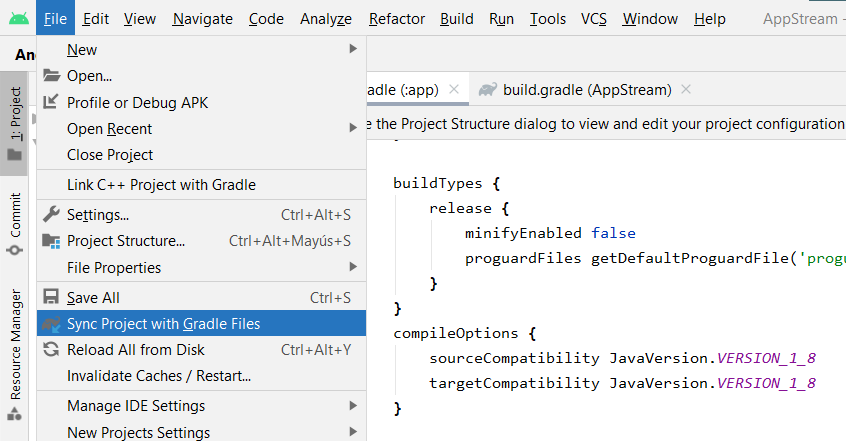 File Edit View Navigate Code Analyze Refactor Build Run Tools VCS Window Help AppStream -
An
New
Open...
Profile or Debug APK
Open Recent
Close Project
Link C++ Project with Gradle
Settings... Ctrl+Alt+S
Project Structure... Ctrl+Alt+Mayús+S
File Properties
Save All Ctrl+S
Sync Project with Gradle Files
Reload All from Disk Ctrl+Alt+Y
Invalidate Caches / Restart...
Manage IDE Settings
New Projects Settings
1: Project
Commit
Resource Manager
adle (:app) build.gradle (AppStream)
e the Project Structure dialog to view and edit your project configuration
buildTypes {
release {
minifyEnabled false
proguardFiles getDefaultProguardFile('progu
}
}
compileOptions {
sourceCompatibility JavaVersion.VERSION_1_8
targetCompatibility JavaVersion.VERSION_1_8
}